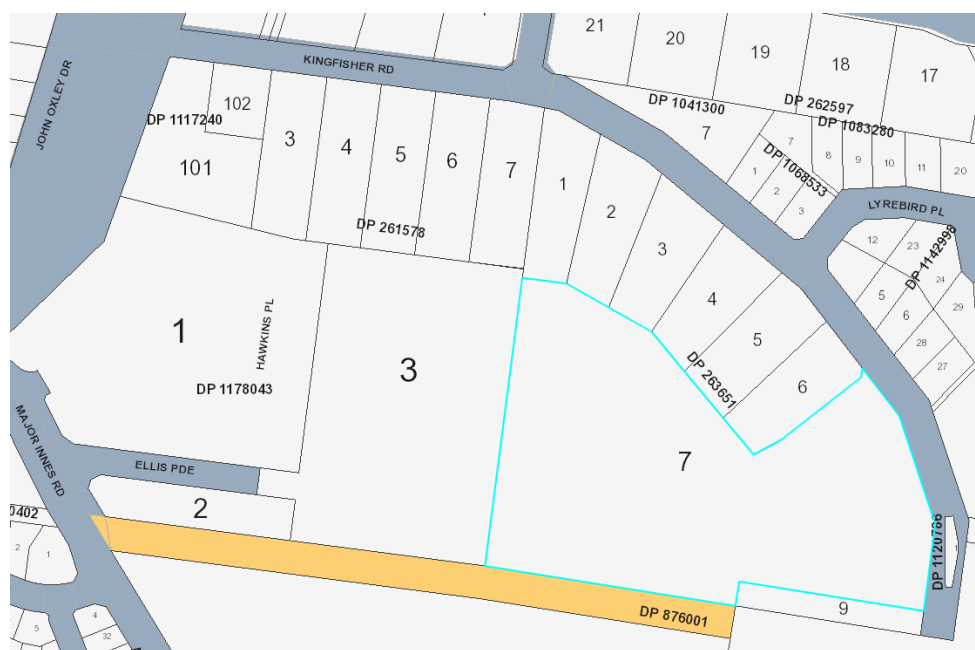 21
20
19
18
17
KINGFISHER RD
JOHN OXLEY DR
DP 1041300
DP 262597
DP 1083280
102
DP 1117240
101
3
4
5
6
7
1
2
3
4
5
6
DP 261578
7
7
8
9
10
11
20
DP 1068533
1
2
3
LYREBIRD PL
12
23
DP 1142998
24
29
5
6
28
27
1
HAWKINS PL
DP 1178043
3
DP 263651
7
MAJOR INNES RD
ELLIS PDE
2
0402
2
1
4
5
32
DP 876001
9
DP 1120766
1